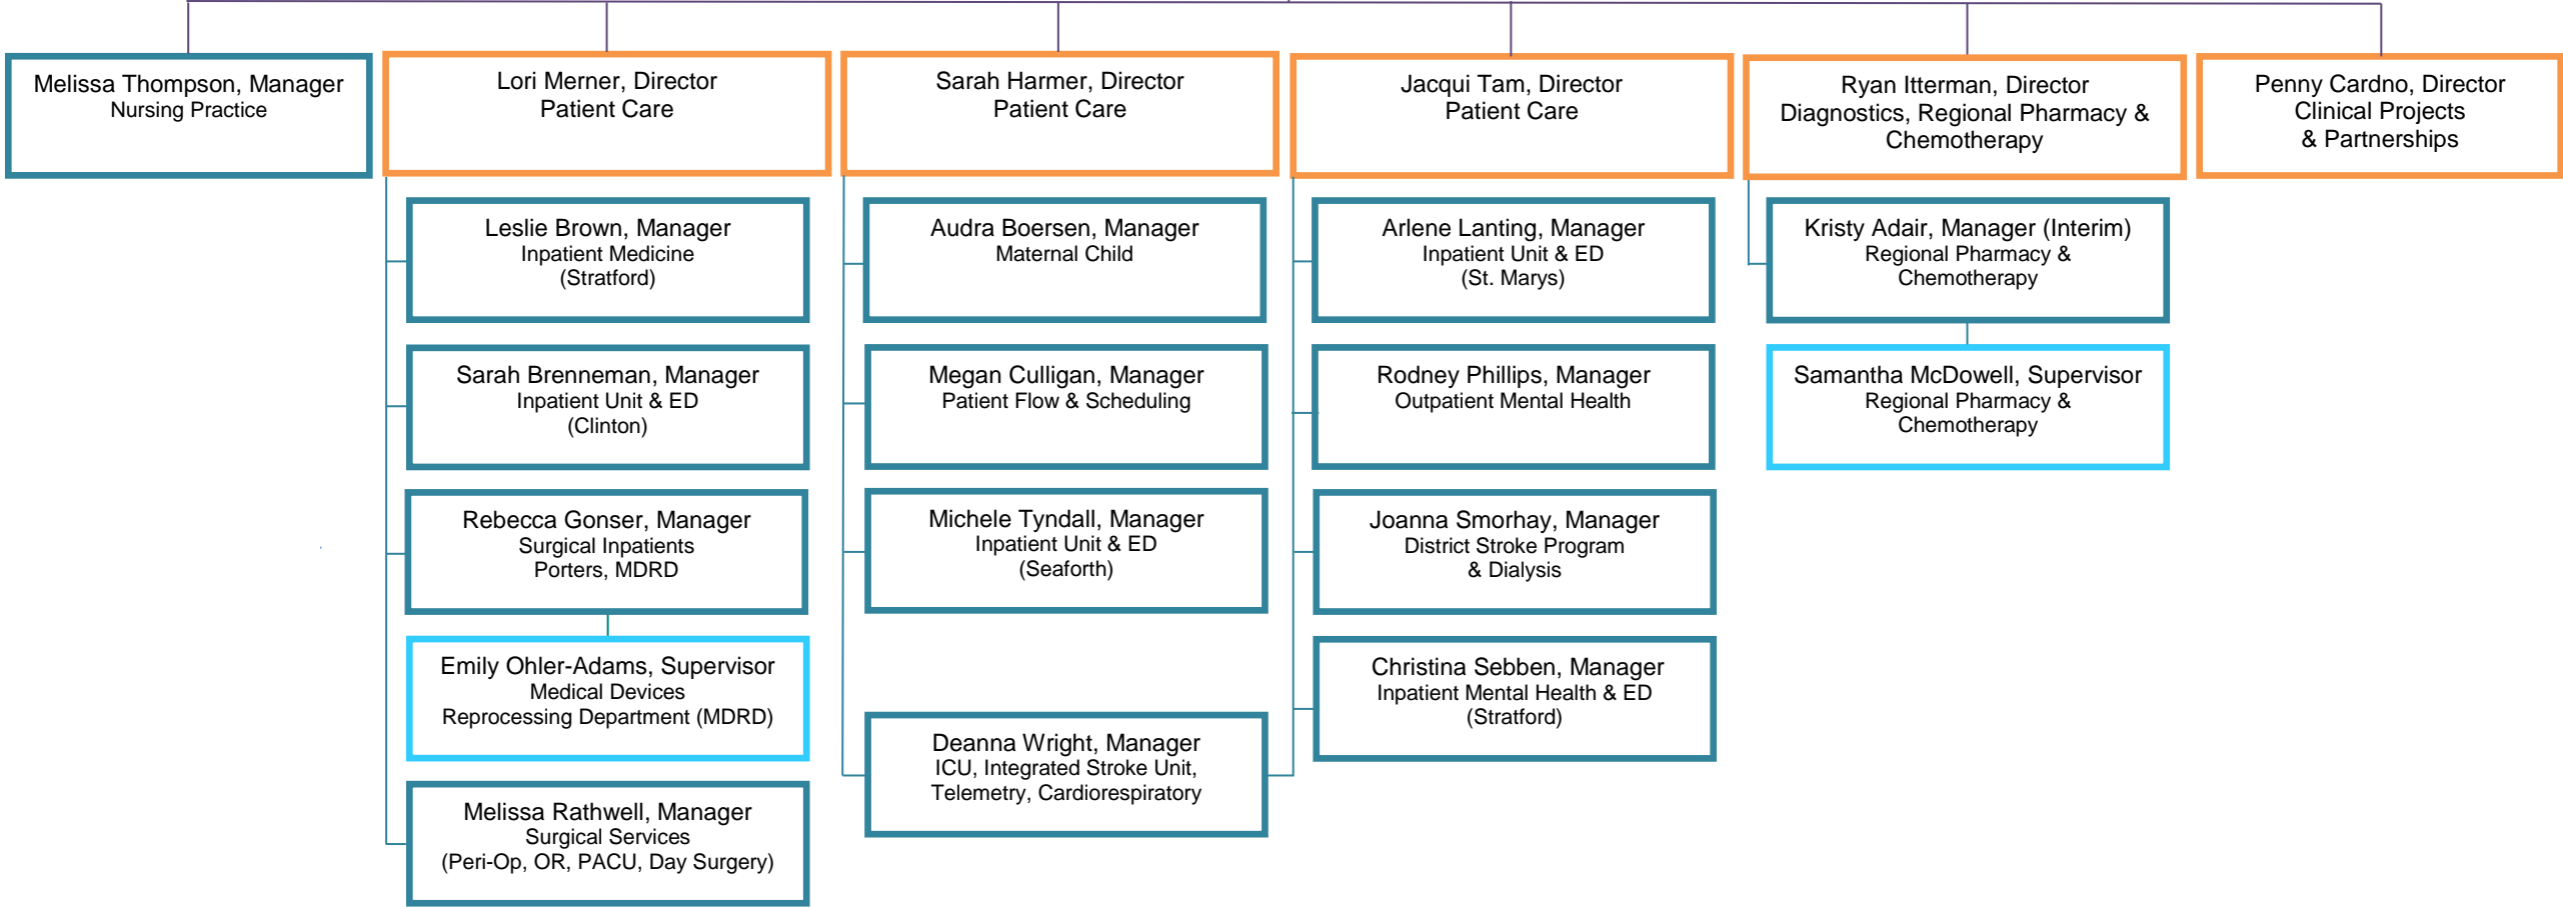 Melissa Thompson, Manager
Nursing Practice
Lori Merner, Director
Patient Care
Sarah Harmer, Director
Patient Care
Jacqui Tam, Director
Patient Care
Ryan Itterman, Director
Diagnostics, Regional Pharmacy &
Chemotherapy
Penny Cardno, Director
Clinical Projects
& Partnerships
Leslie Brown, Manager
Inpatient Medicine
(Stratford)
Sarah Brenneman, Manager
Inpatient Unit & ED
(Clinton)
Rebecca Gonser, Manager
Surgical Inpatients
Porters, MDRD
Emily Ohler-Adams, Supervisor
Medical Devices
Reprocessing Department (MDRD)
Melissa Rathwell, Manager
Surgical Services
(Peri-Op, OR, PACU, Day Surgery)
Audra Boersen, Manager
Maternal Child
Megan Culligan, Manager
Patient Flow & Scheduling
Michele Tyndall, Manager
Inpatient Unit & ED
(Seaforth)
Deanna Wright, Manager
ICU, Integrated Stroke Unit,
Telemetry, Cardiorespiratory
Arlene Lanting, Manager
Inpatient Unit & ED
(St. Marys)
Rodney Phillips, Manager
Outpatient Mental Health
Joanna Smorhay, Manager
District Stroke Program
& Dialysis
Christina Sebben, Manager
Inpatient Mental Health & ED
(Stratford)
Kristy Adair, Manager (Interim)
Regional Pharmacy &
Chemotherapy
Samantha McDowell, Supervisor
Regional Pharmacy &
Chemotherapy